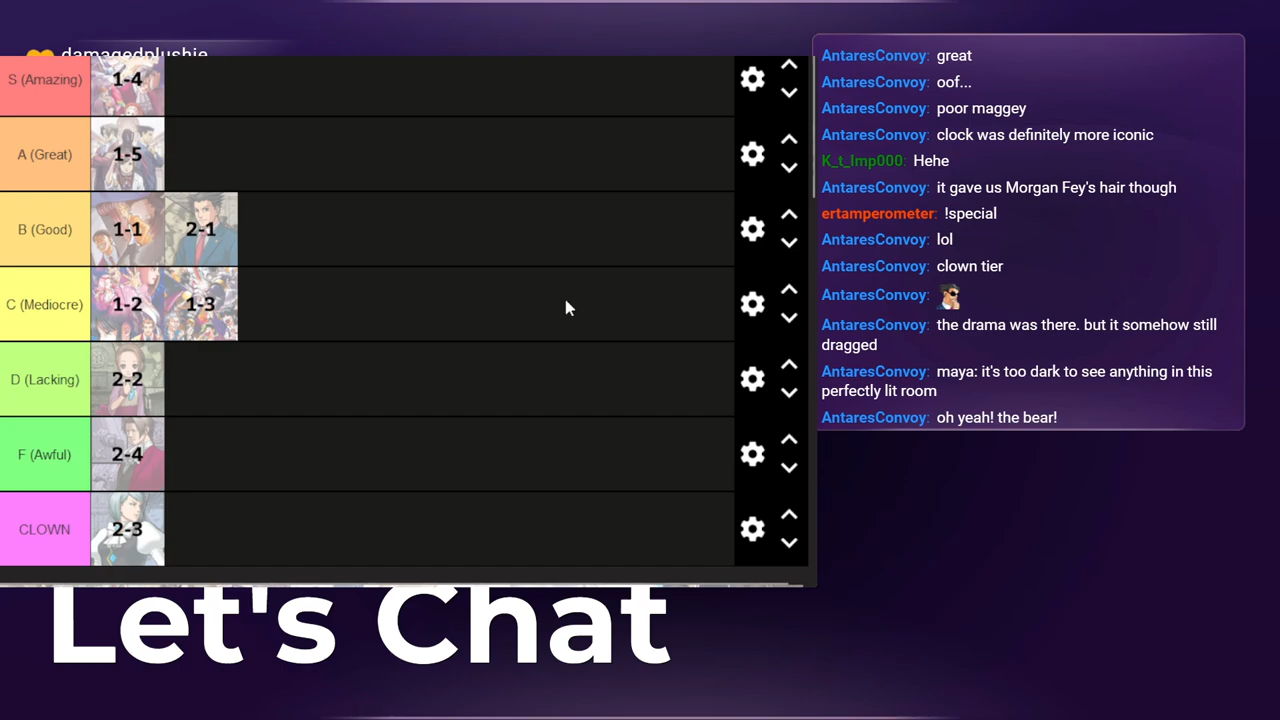 damagedplushie
S (Amazing) 1-4
A (Great) 1-5
B (Good) 1-1 2-1
C (Mediocre) 1-2 1-3
D (Lacking) 2-2
F (Awful) 2-4
CLOWN 2-3
Let's Chat
AntaresConvoy: great
AntaresConvoy: oof...
AntaresConvoy: poor maggey
AntaresConvoy: clock was definitely more iconic
K_t_Imp000: Hehe
AntaresConvoy: it gave us Morgan Fey's hair though
ertamperometer: !special
AntaresConvoy: lol
AntaresConvoy: clown tier
AntaresConvoy:
AntaresConvoy: the drama was there. but it somehow still
dragged
AntaresConvoy: maya: it's too dark to see anything in this
perfectly lit room
AntaresConvoy: oh yeah! the bear!